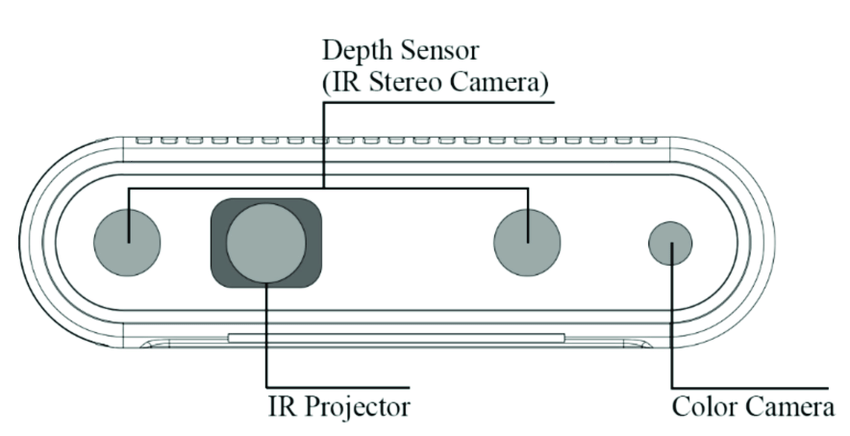 Depth Sensor
(IR Stereo Camera)
IR Projector
Color Camera